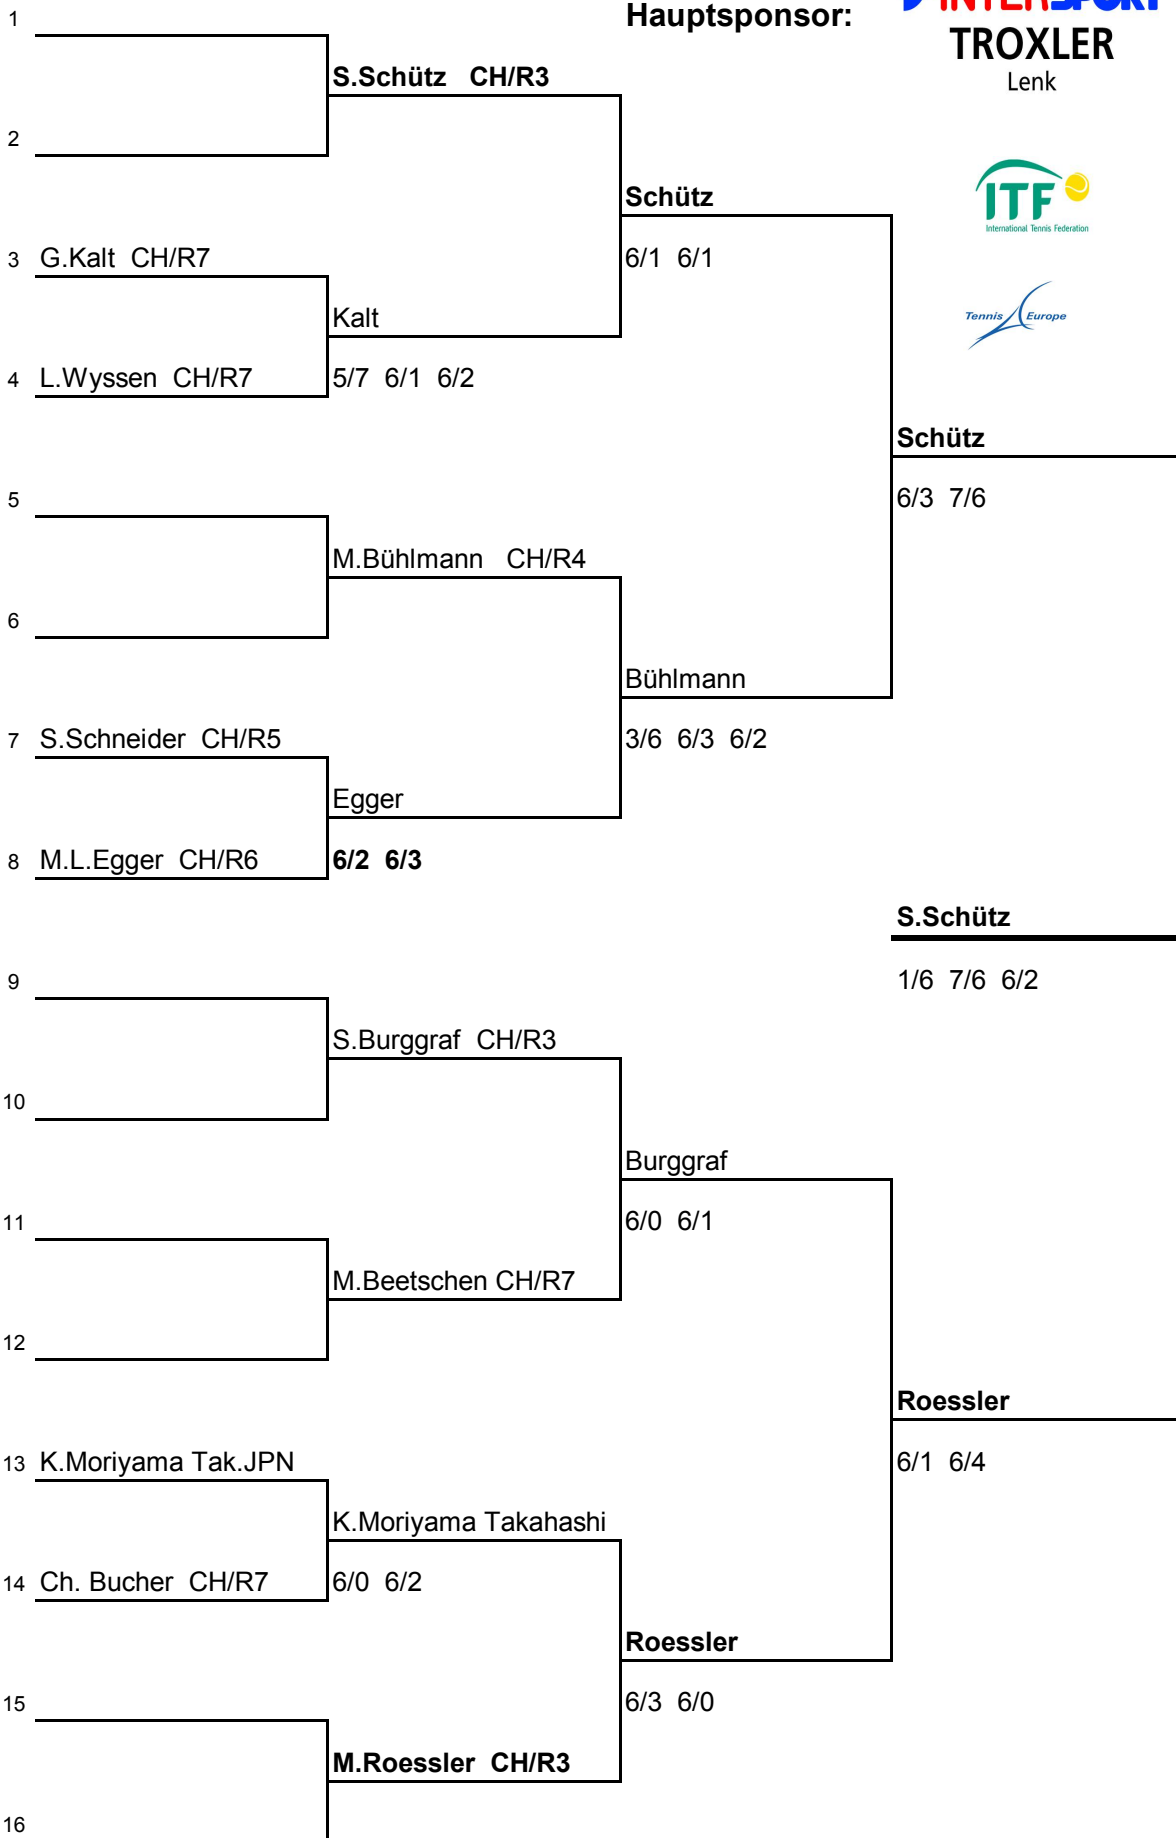 Hauptsponsor:
INTERSPORT
TROXLER
Lenk
1
S.Schütz CH/R3
2
ITF
International Tennis Federation
Schütz
3 G.Kalt CH/R7
6/1 6/1
Kalt
Tennis Europe
4 L.Wyssen CH/R7
5/7 6/1 6/2
Schütz
5
6/3 7/6
M.Bühlmann CH/R4
6
Bühlmann
7 S.Schneider CH/R5
3/6 6/3 6/2
Egger
8 M.L.Egger CH/R6
6/2 6/3
S.Schütz
9
1/6 7/6 6/2
S.Burggraf CH/R3
10
Burggraf
11
6/0 6/1
M.Beetschen CH/R7
12
Roessler
13 K.Moriyama Tak.JPN
6/1 6/4
K.Moriyama Takahashi
14 Ch. Bucher CH/R7
6/0 6/2
Roessler
15
6/3 6/0
M.Roessler CH/R3
16